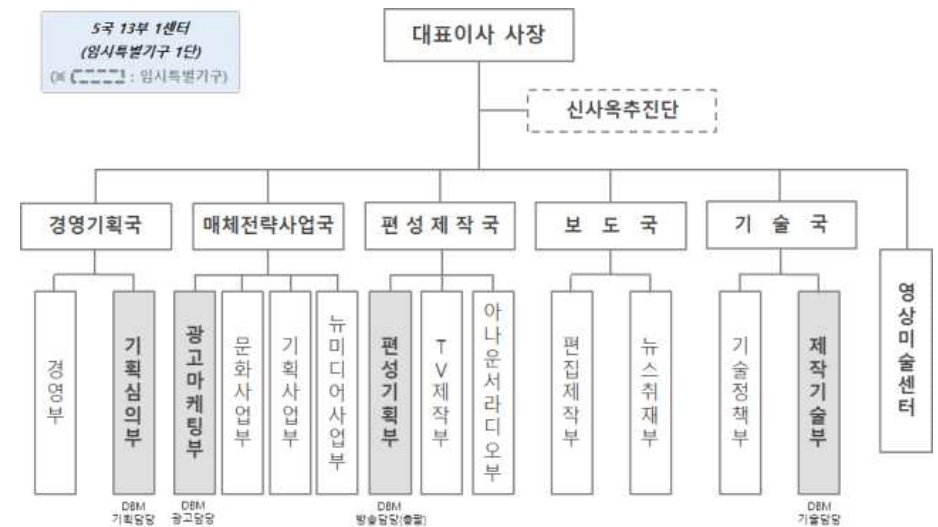 5국 13부 1센터
(임시특별기구 1단)
(※ : 임시특별기구)
대표이사 사장
신사옥추진단
경영기획국
매체전략사업국
편성제작국
보도국
기술국
영상미술센터
경영부
기획심의부
광고마케팅부
문화사업부
기획사업부
뉴미디어사업부
편성기획부
TV제작부
아나운서라디오부
편집제작부
뉴스취재부
기술정책부
제작기술부
DBM
기획담당
DBM
광고담당
DBM
방송담당(총괄)
DBM
기술담당